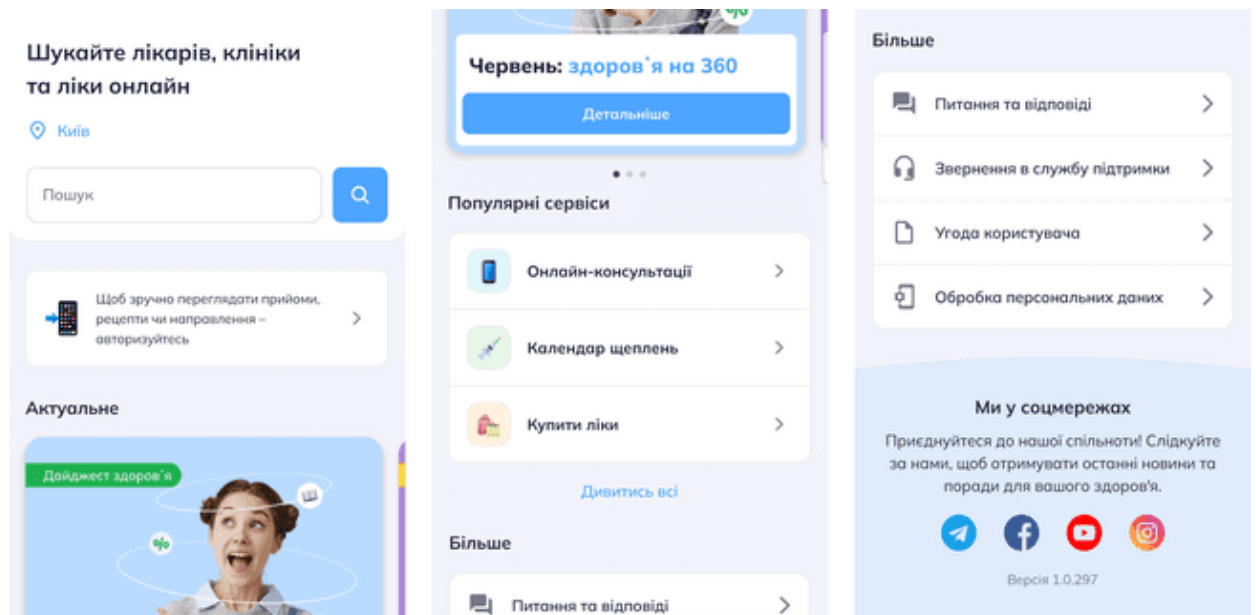 Шукайте лікарів, клініки
та ліки онлайн
Київ
Пошук
Щоб зручно переглядати прийоми,
рецепти чи направлення –
авторизуйтесь
Актуальне
Дайджест здоров`я
%
%
Червень: здоров`я на 360
Детальніше
Популярні сервіси
Онлайн-консультації
Календар щеплень
Купити ліки
Дивитись всі
Більше
Питання та відповіді
Більше
Питання та відповіді
Звернення в службу підтримки
Угода користувача
Обробка персональних даних
Ми у соцмережах
Приєднуйтеся до нашої спільноти! Слідкуйте
за нами, щоб отримувати останні новини та
поради для вашого здоров'я.
Версія 1.0.297